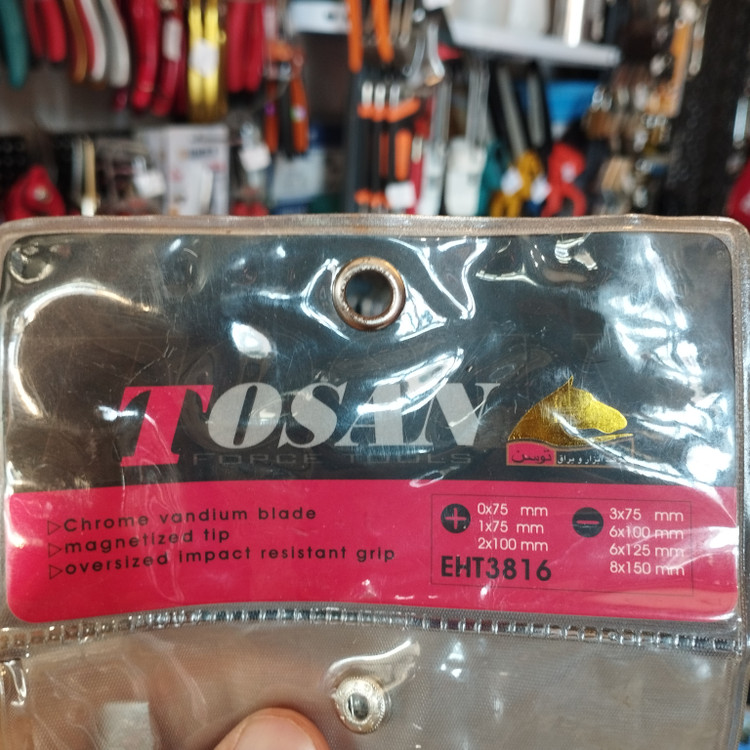 TOSAN
FORCE TOOLS
ابزار و یراق توسن
Chrome vandium blade
magnetized tip
oversized impact resistant grip
0x75 mm
1x75 mm
2x100 mm
EHT3816
3x75 mm
6x100 mm
6x125 mm
8x150 mm